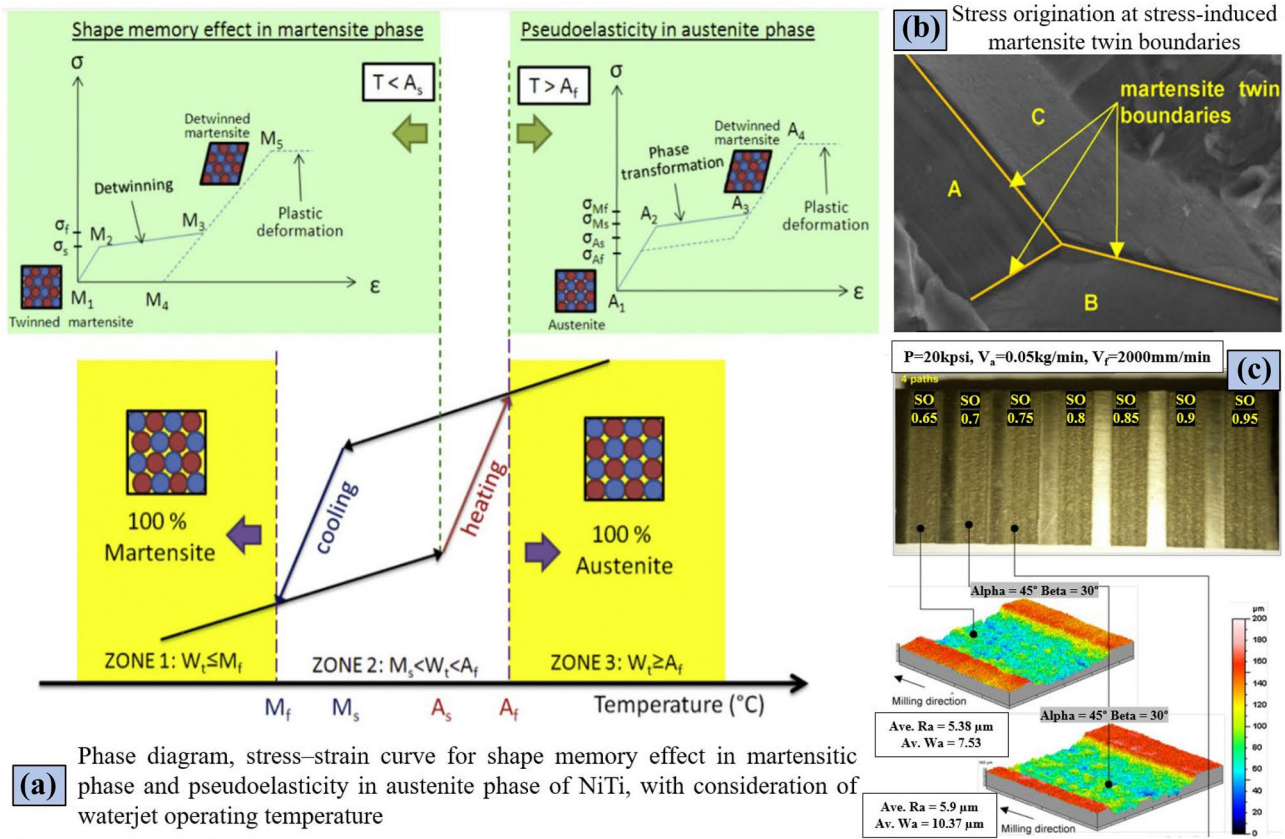 Shape memory effect in martensite phase
σ
T < Aₛ
Detwinned
martensite
M₅
Detwinning
Plastic
deformation
σf
σₛ
M₂
M₃
M₁
M₄
ε
Twinned martensite
Pseudoelasticity in austenite phase
T > Af
σ
Detwinned
martensite
A₄
Phase
transformation
σMf
σMs
σAs
σAf
A₂
A₃
Plastic
deformation
A₁
ε
Austenite
100 %
Martensite
cooling
heating
100 %
Austenite
ZONE 1: Wₜ≤Mf
ZONE 2: Mₛ<Wₜ<Af
ZONE 3: Wₜ≥Af
Mf
Mₛ
Aₛ
Af
Temperature (°C)
(a)
Phase diagram, stress–strain curve for shape memory effect in martensitic
phase and pseudoelasticity in austenite phase of NiTi, with consideration of
waterjet operating temperature
(b)
Stress origination at stress-induced
martensite twin boundaries
martensite twin
boundaries
C
A
B
P=20kpsi, Vₐ=0.05kg/min, Vf=2000mm/min
(c)
4 paths
SO SO SO SO SO SO SO
0.65 0.7 0.75 0.8 0.85 0.9 0.95
Alpha = 45° Beta = 30°
Milling direction
Ave. Ra = 5.38 µm
Av. Wa = 7.53
Alpha = 45° Beta = 30°
Ave. Ra = 5.9 µm
Av. Wa = 10.37 µm
Milling direction
µm
200
180
160
140
120
100
80
60
40
20
0